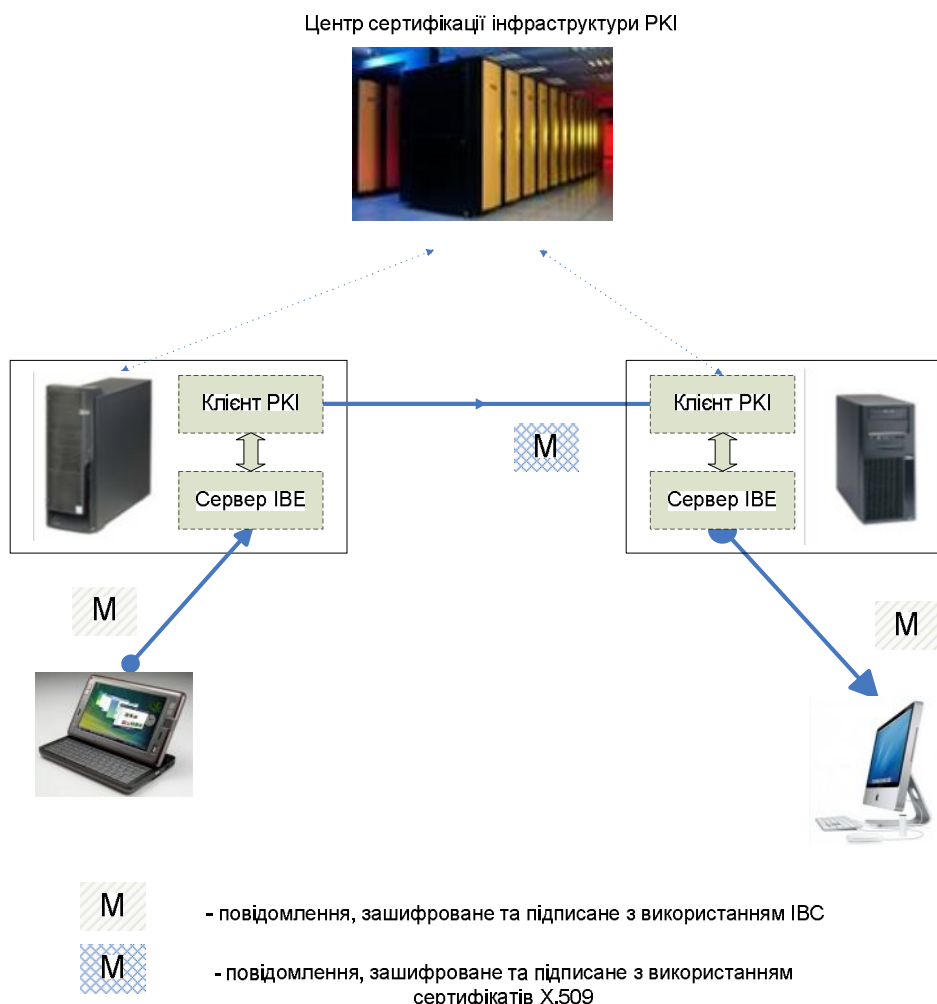 Центр сертифікації інфраструктури PKI
Клієнт PKI
Клієнт PKI
М
Сервер IBE
Сервер IBE
М
М
М
- повідомлення, зашифроване та підписане з використанням IBC
М
- повідомлення, зашифроване та підписане з використанням
сертифікатів X.509